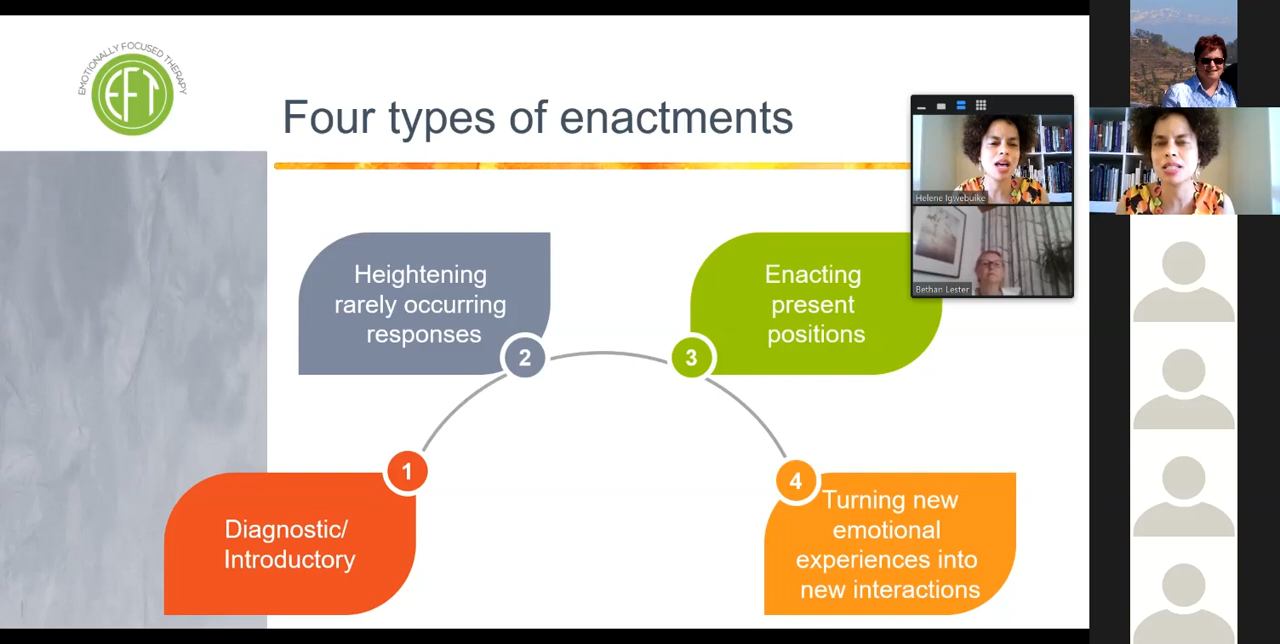 EMOTIONALLY FOCUSED THERAPY
EFT
Four types of enactments
Helene Igwebuike
Bethan Lester
Heightening
rarely occurring
responses
2
Enacting
present
positions
3
1
Diagnostic/
Introductory
4
Turning new
emotional
experiences into
new interactions